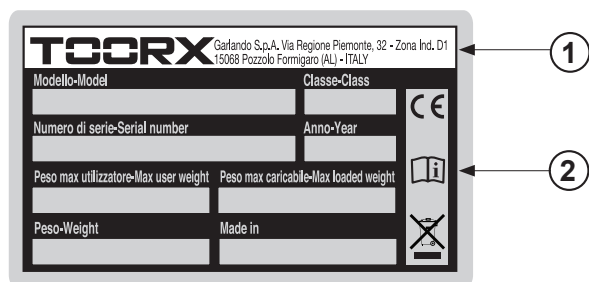 TOORX Garlando S.p.A. Via Regione Piemonte, 32 - Zona Ind. D1
15068 Pozzolo Formigaro (AL) - ITALY
1
Modello-Model Classe-Class
CE
Numero di serie-Serial number Anno-Year
2
Peso max utilizzatore-Max user weight Peso max caricabile-Max loaded weight
i
Peso-Weight Made in